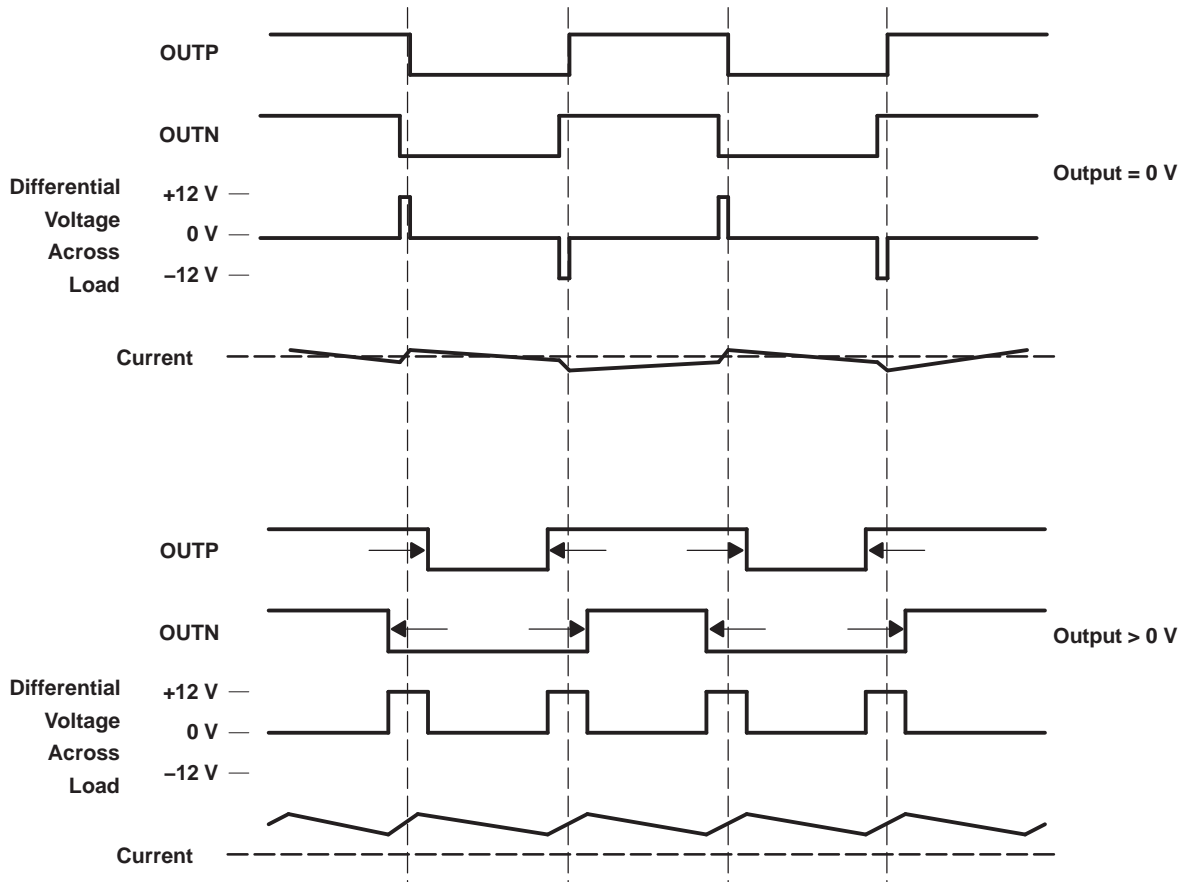 OUTP
OUTN
Output = 0 V
Differential
Voltage
Across
Load
+12 V
0 V
–12 V
Current
OUTP
OUTN
Output > 0 V
Differential
Voltage
Across
Load
+12 V
0 V
–12 V
Current